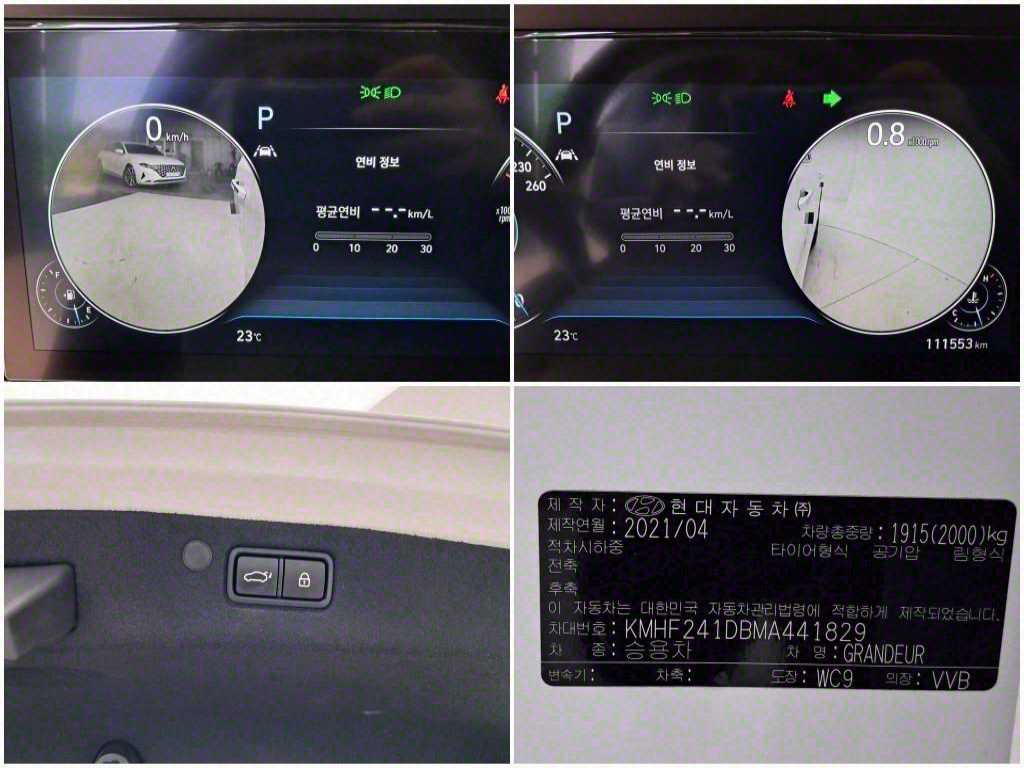 0 km/h
P
연비 정보
평균연비 --.- km/L
0 10 20 30
F
E
x100
rpm
23℃
230
260
P
연비 정보
평균연비 --.- km/L
0 10 20 30
0.8 x1000rpm
H
C
23℃
111553 km
제 작 자 : 현 대 자 동 차 ㈜
제작연월 : 2021/04 차량총중량 : 1915(2000)kg
적차시하중 타이어형식 공기압 림형식
전축
후축
이 자동차는 대한민국 자동차관리법령에 적합하게 제작되었습니다.
차대번호 : KMHF241DBMA441829
차 종 : 승용차 차 명 : GRANDEUR
변속기 : 차축 : 도장 : WC9 의장 : VVB